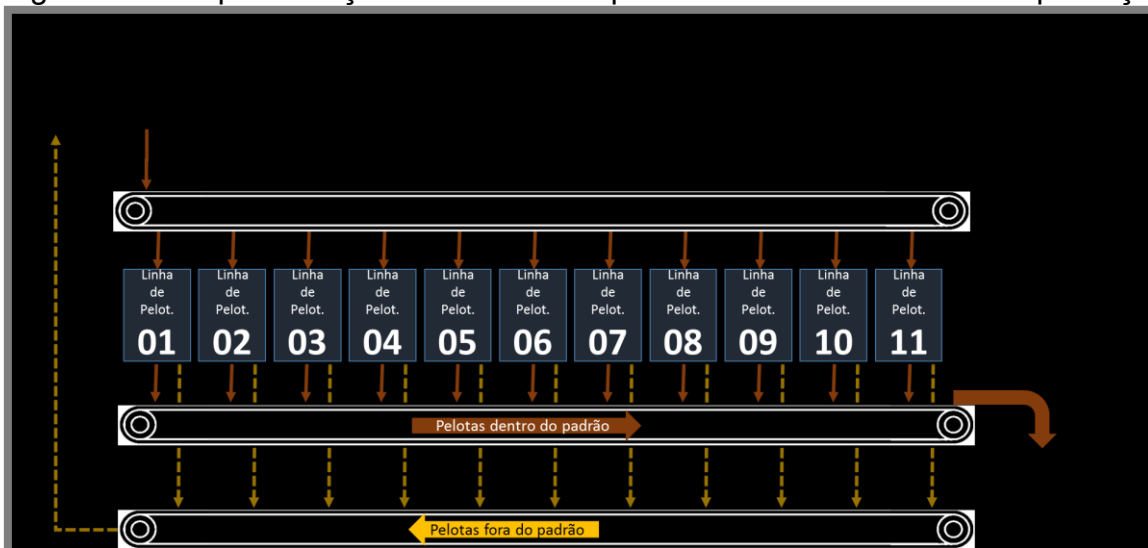 Linha
de
Pelot.
01
Linha
de
Pelot.
02
Linha
de
Pelot.
03
Linha
de
Pelot.
04
Linha
de
Pelot.
05
Linha
de
Pelot.
06
Linha
de
Pelot.
07
Linha
de
Pelot.
08
Linha
de
Pelot.
09
Linha
de
Pelot.
10
Linha
de
Pelot.
11
Pelotas dentro do padrão
Pelotas fora do padrão